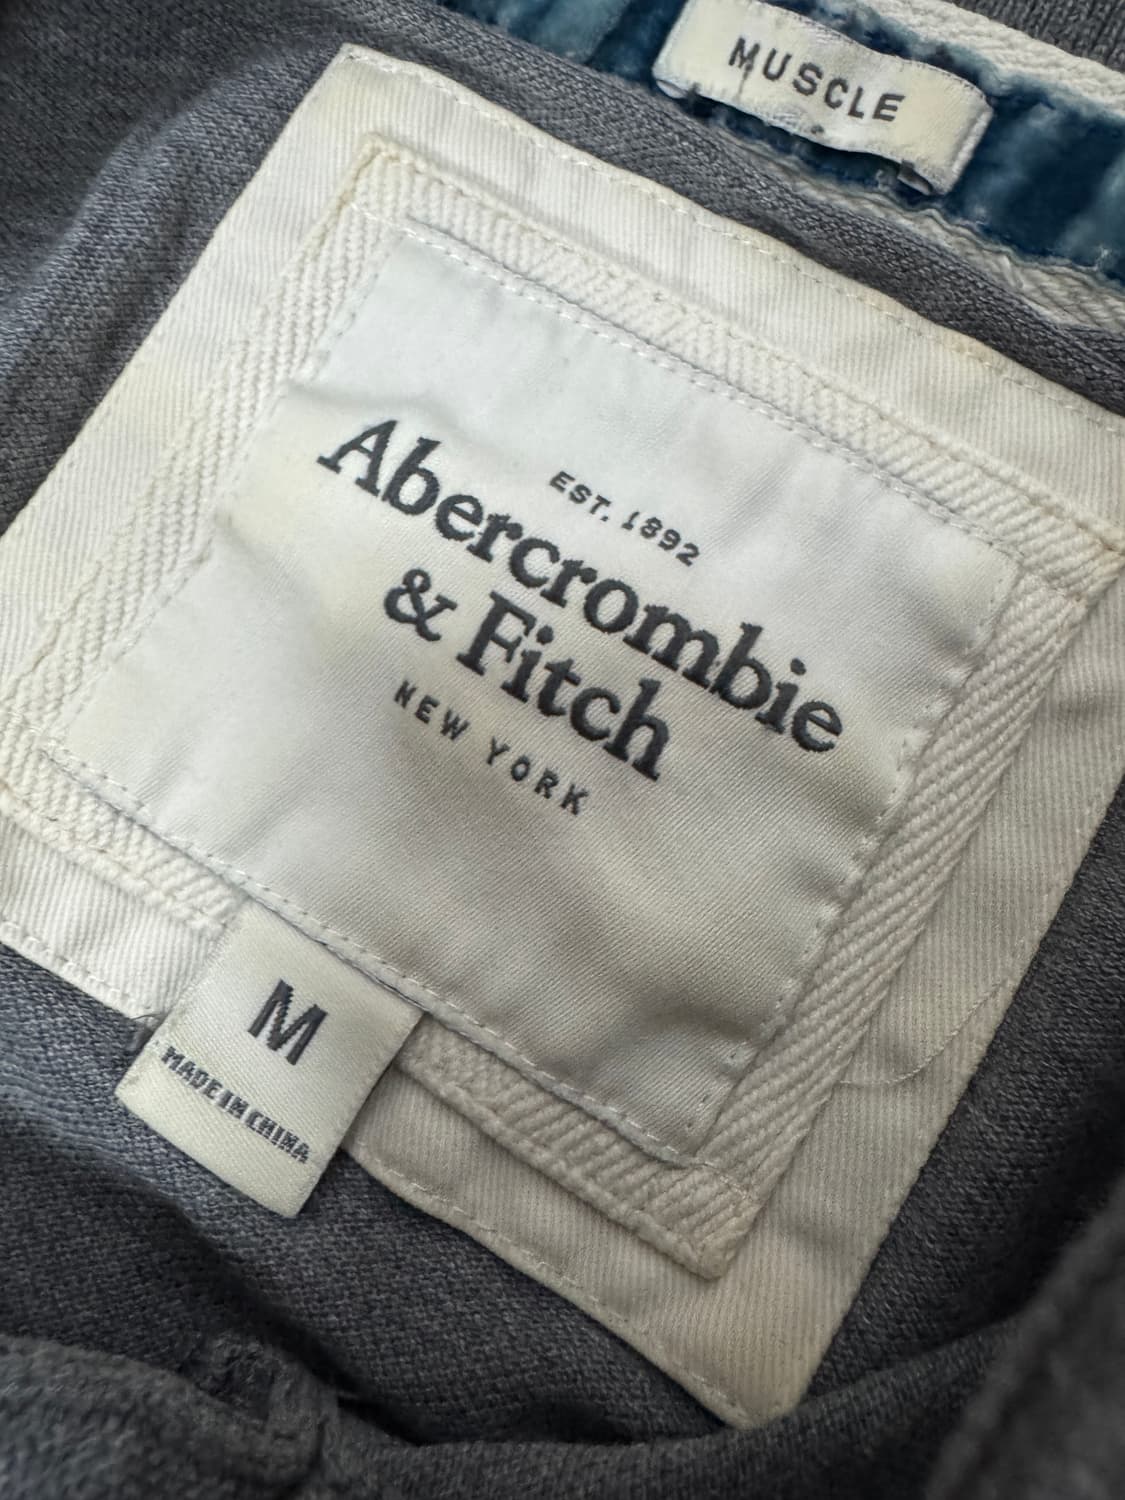 MUSCLE
EST. 1892
Abercrombie
& Fitch
NEW YORK
M
MADE IN CHINA